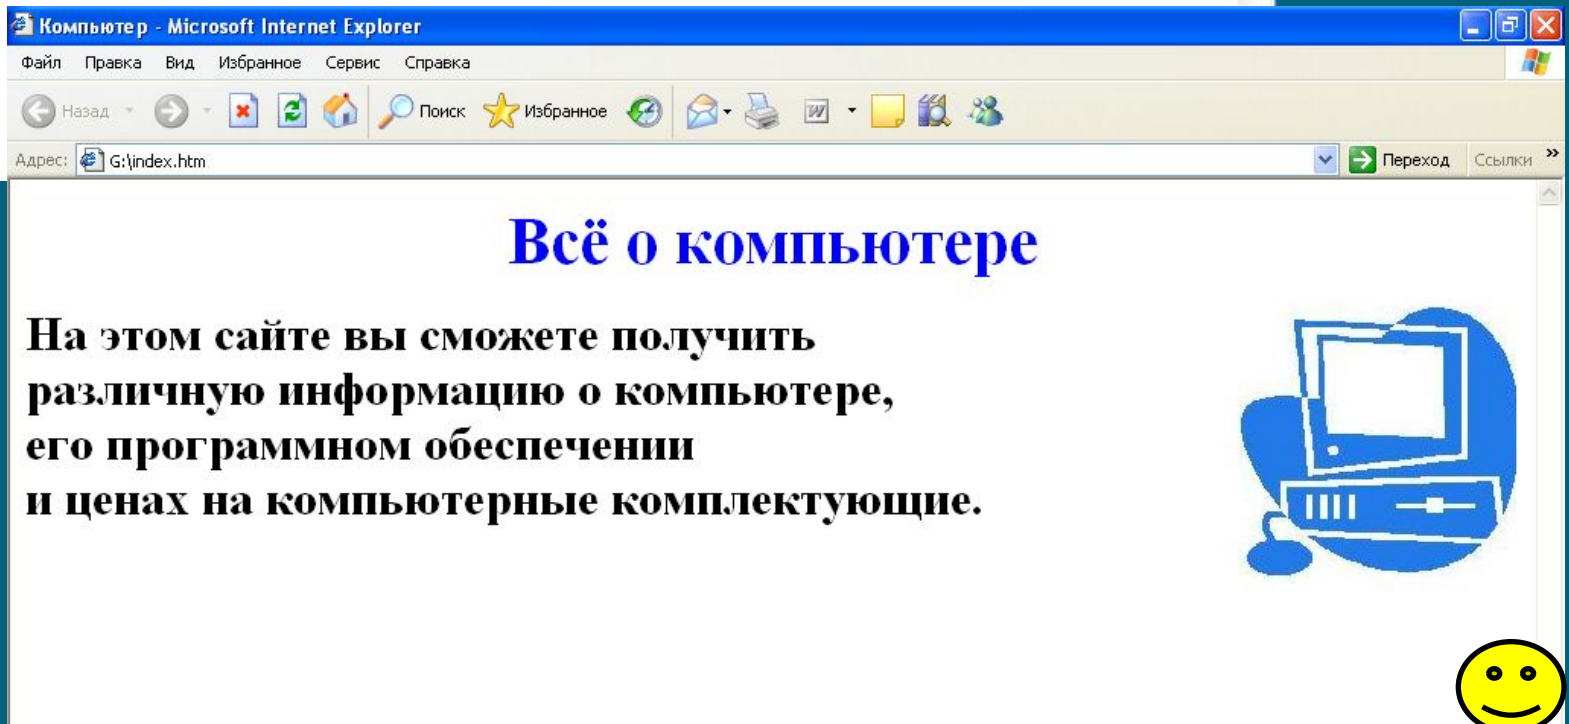 Компьютер - Microsoft Internet Explorer
Файл Правка Вид Избранное Сервис Справка
Назад Поиск Избранное W
Адрес: G:\index.htm Переход Ссылки »
Всё о компьютере
На этом сайте вы сможете получить
различную информацию о компьютере,
его программном обеспечении
и ценах на компьютерные комплектующие.